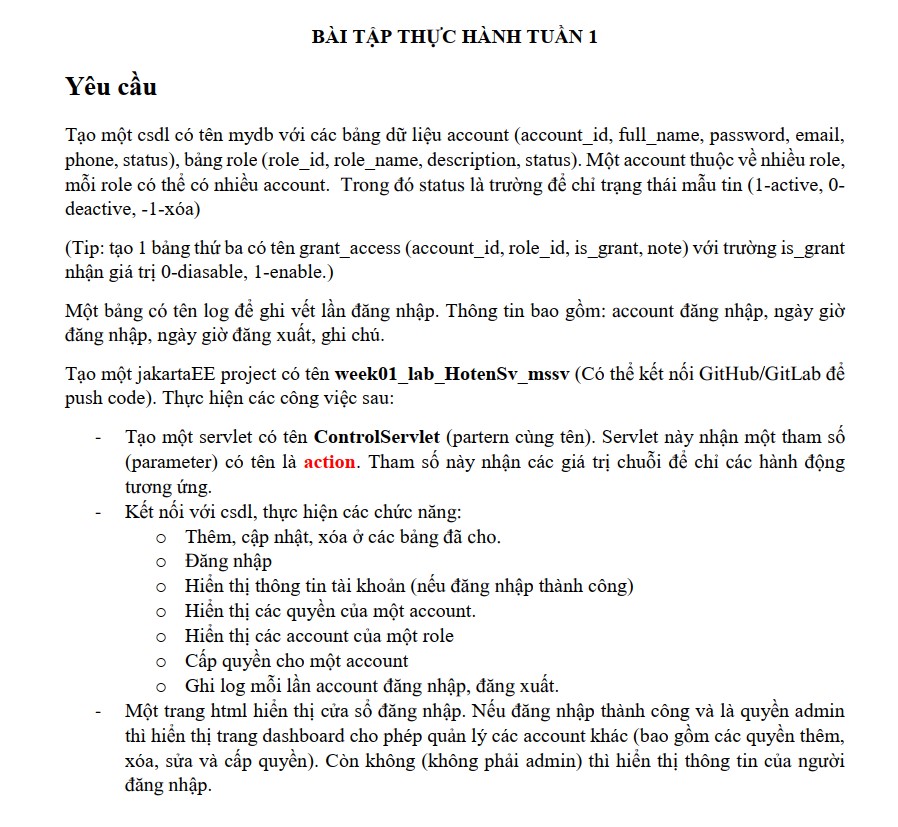 BÀI TẬP THỰC HÀNH TUẦN 1
Yêu cầu
Tạo một csdl có tên mydb với các bảng dữ liệu account (account_id, full_name, password, email,
phone, status), bảng role (role_id, role_name, description, status). Một account thuộc về nhiều role,
mỗi role có thể có nhiều account. Trong đó status là trường để chỉ trạng thái mẫu tin (1-active, 0-
deactive, -1-xóa)
(Tip: tạo 1 bảng thứ ba có tên grant_access (account_id, role_id, is_grant, note) với trường is_grant
nhận giá trị 0-diasable, 1-enable.)
Một bảng có tên log để ghi vết lần đăng nhập. Thông tin bao gồm: account đăng nhập, ngày giờ
đăng nhập, ngày giờ đăng xuất, ghi chú.
Tạo một jakartaEE project có tên week01_lab_HotenSv_mssv (Có thể kết nối GitHub/GitLab để
push code). Thực hiện các công việc sau:
- Tạo một servlet có tên ControlServlet (partern cùng tên). Servlet này nhận một tham số
(parameter) có tên là action. Tham số này nhận các giá trị chuỗi để chỉ các hành động
tương ứng.
- Kết nối với csdl, thực hiện các chức năng:
o Thêm, cập nhật, xóa ở các bảng đã cho.
o Đăng nhập
o Hiển thị thông tin tài khoản (nếu đăng nhập thành công)
o Hiển thị các quyền của một account.
o Hiển thị các account của một role
o Cấp quyền cho một account
o Ghi log mỗi lần account đăng nhập, đăng xuất.
- Một trang html hiển thị cửa sổ đăng nhập. Nếu đăng nhập thành công và là quyền admin
thì hiển thị trang dashboard cho phép quản lý các account khác (bao gồm các quyền thêm,
xóa, sửa và cấp quyền). Còn không (không phải admin) thì hiển thị thông tin của người
đăng nhập.